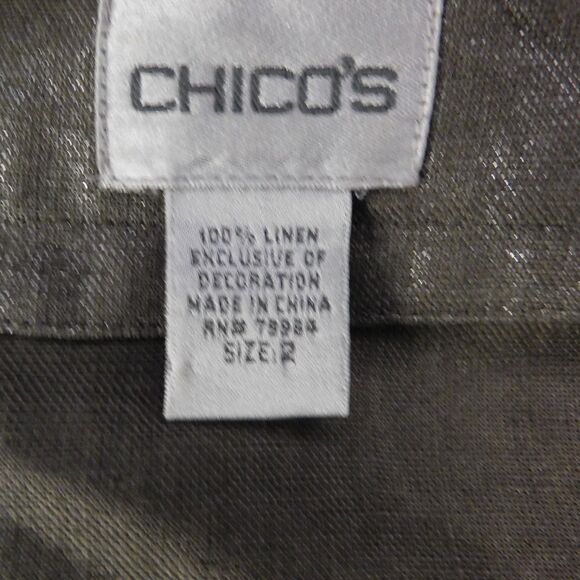 CHICO'S
100% LINEN
EXCLUSIVE OF
DECORATION
MADE IN CHINA
RN# 79984
SIZE: 2